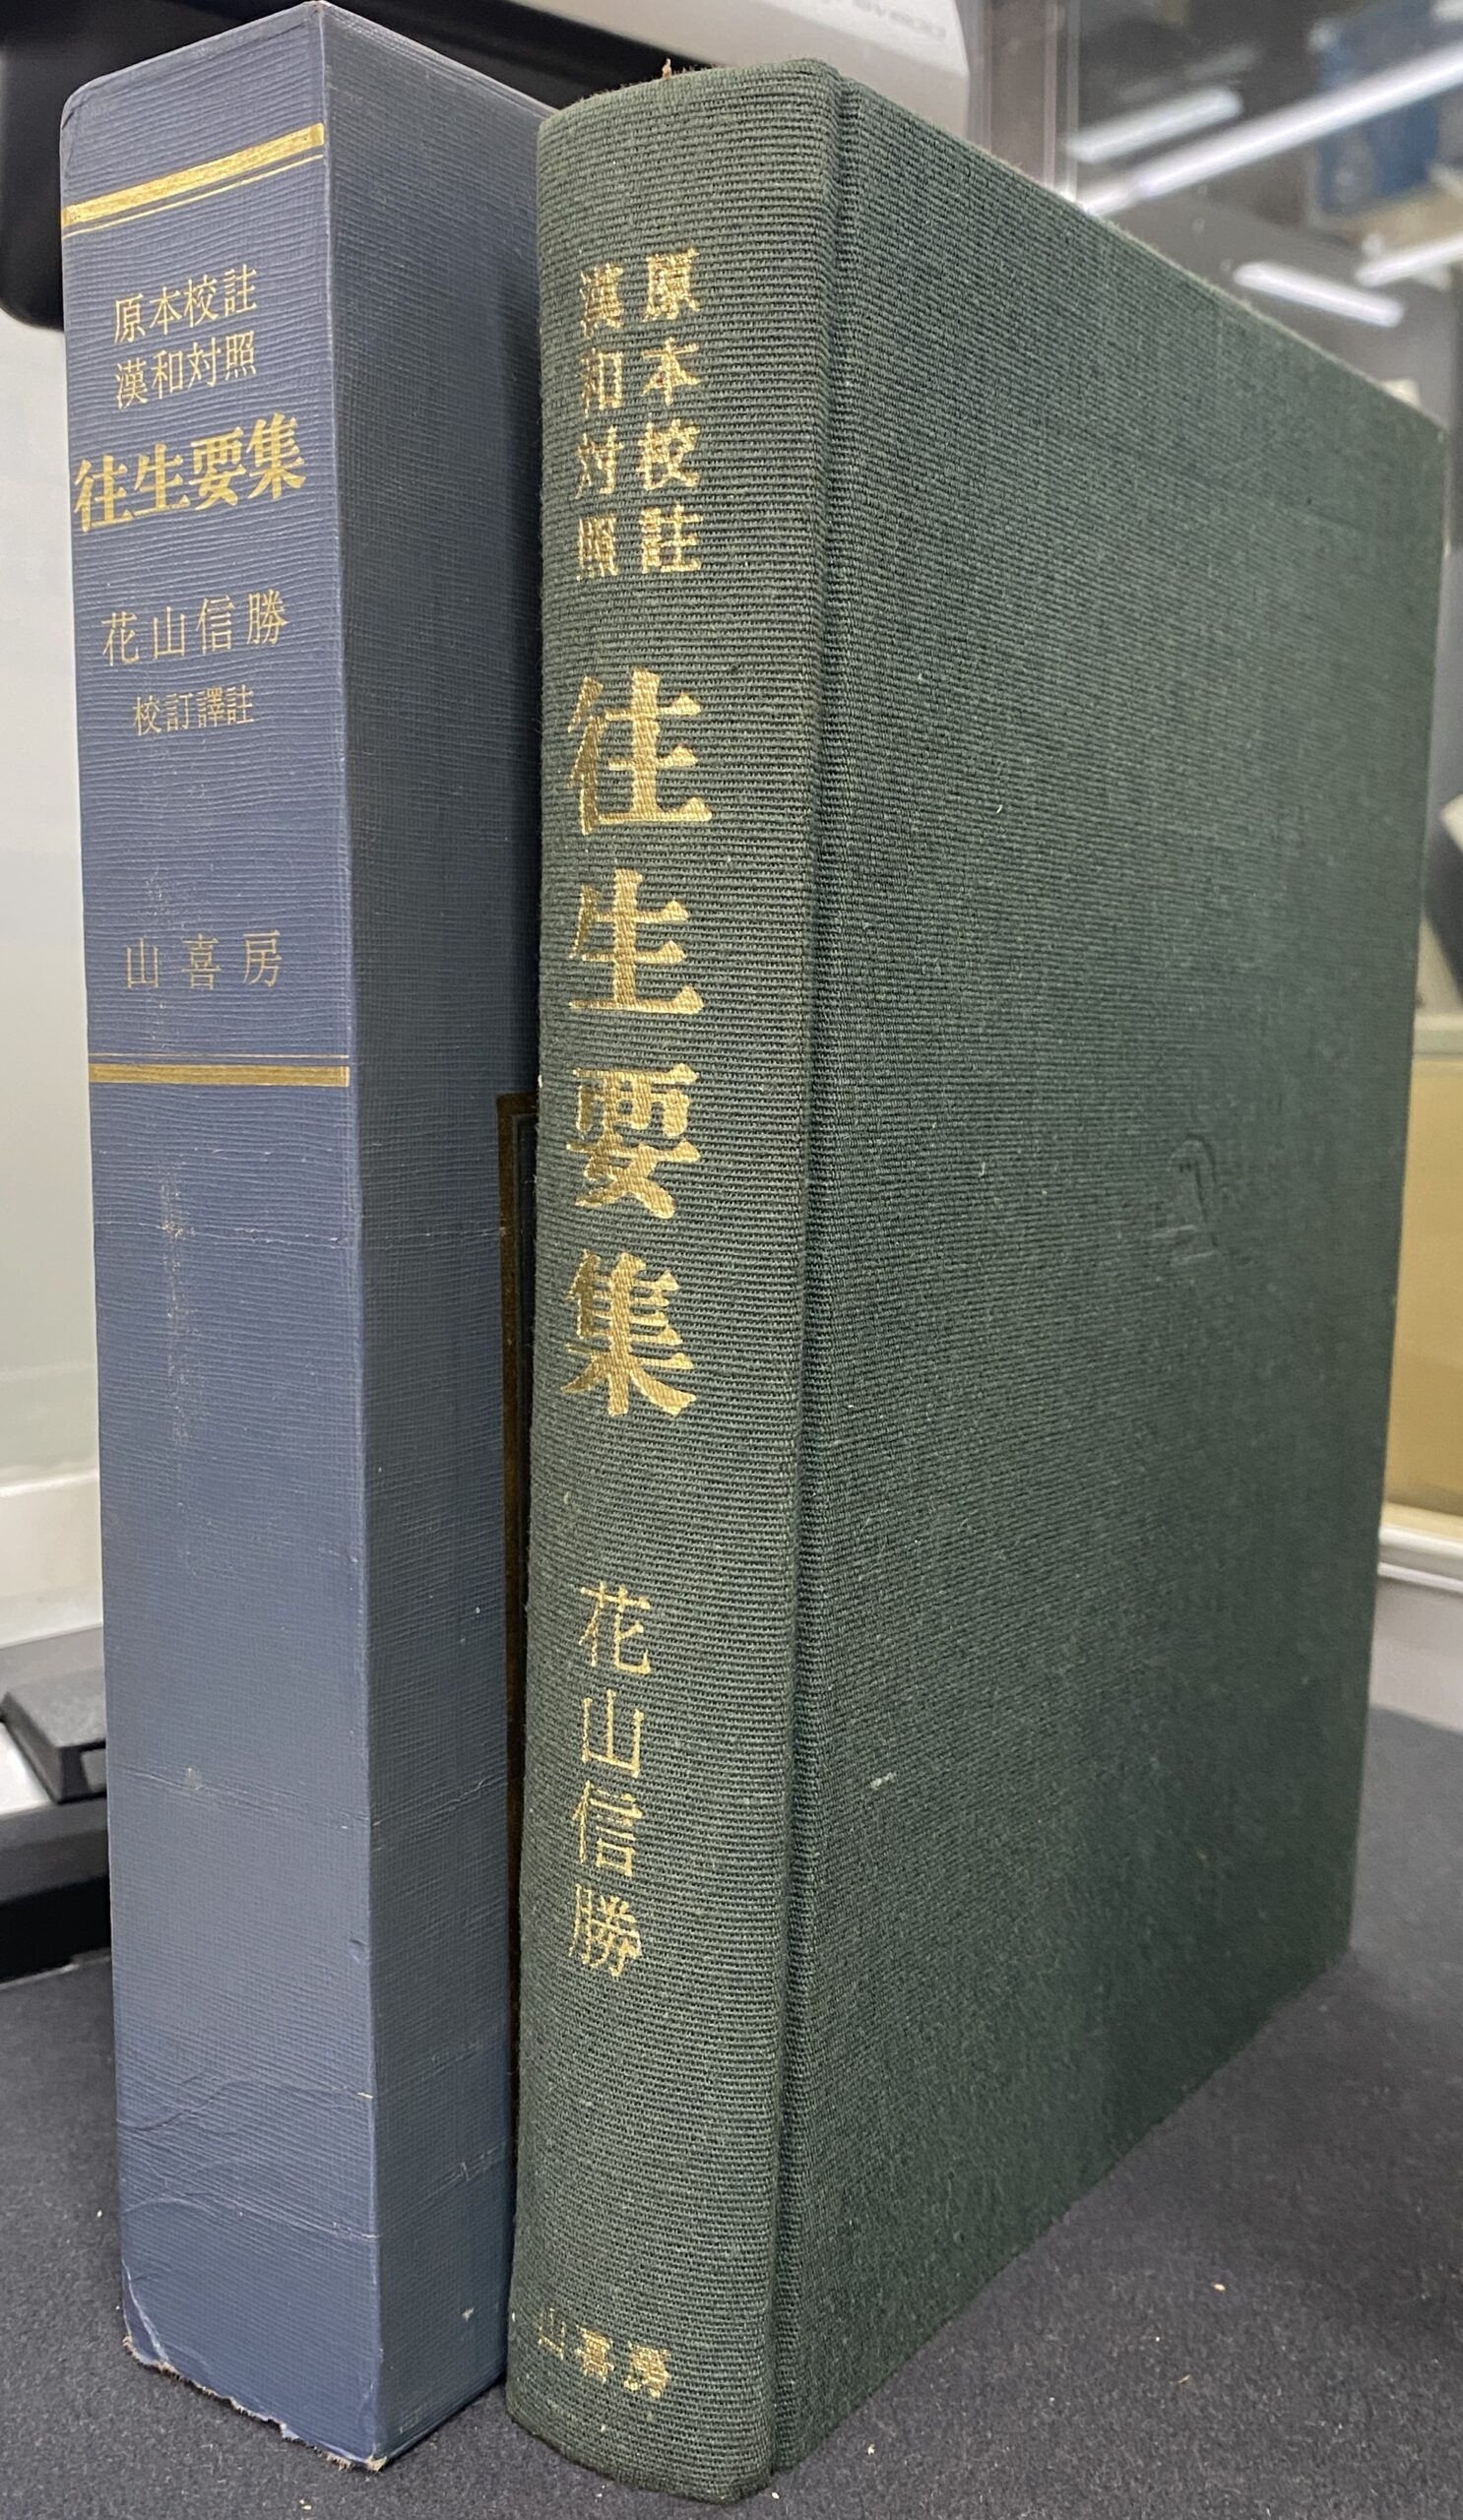 原本校註
漢和対照
往生要集
花山信勝
校訂譯註
山喜房
原本校註
漢和対照
往生要集
花山信勝
山喜房